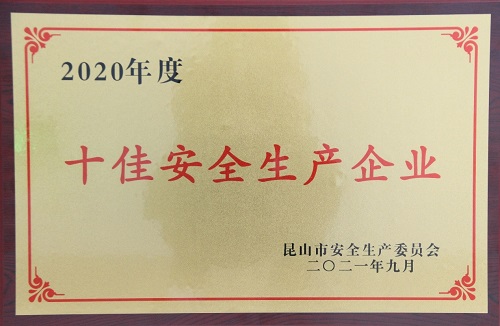 2020年度
十佳安全生产企业
昆山市安全生产委员会
二〇二一年九月